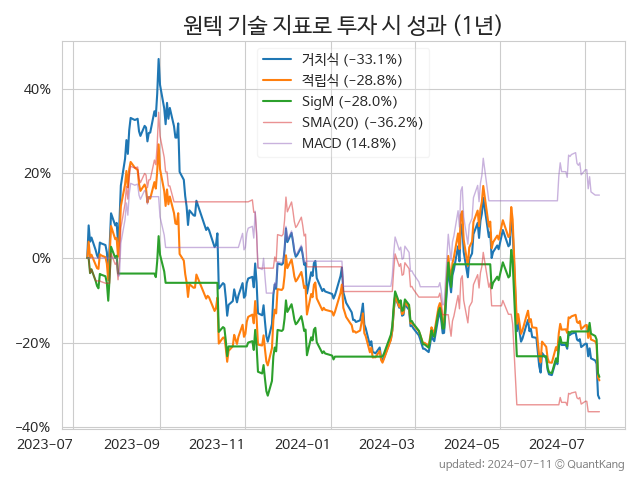 원텍 기술 지표로 투자 시 성과 (1년)
거치식 (-33.1%)
적립식 (-28.8%)
SigM (-28.0%)
SMA(20) (-36.2%)
MACD (14.8%)
40%
20%
0%
−20%
−40%
2023-07 2023-09 2023-11 2024-01 2024-03 2024-05 2024-07
updated: 2024-07-11 © QuantKang